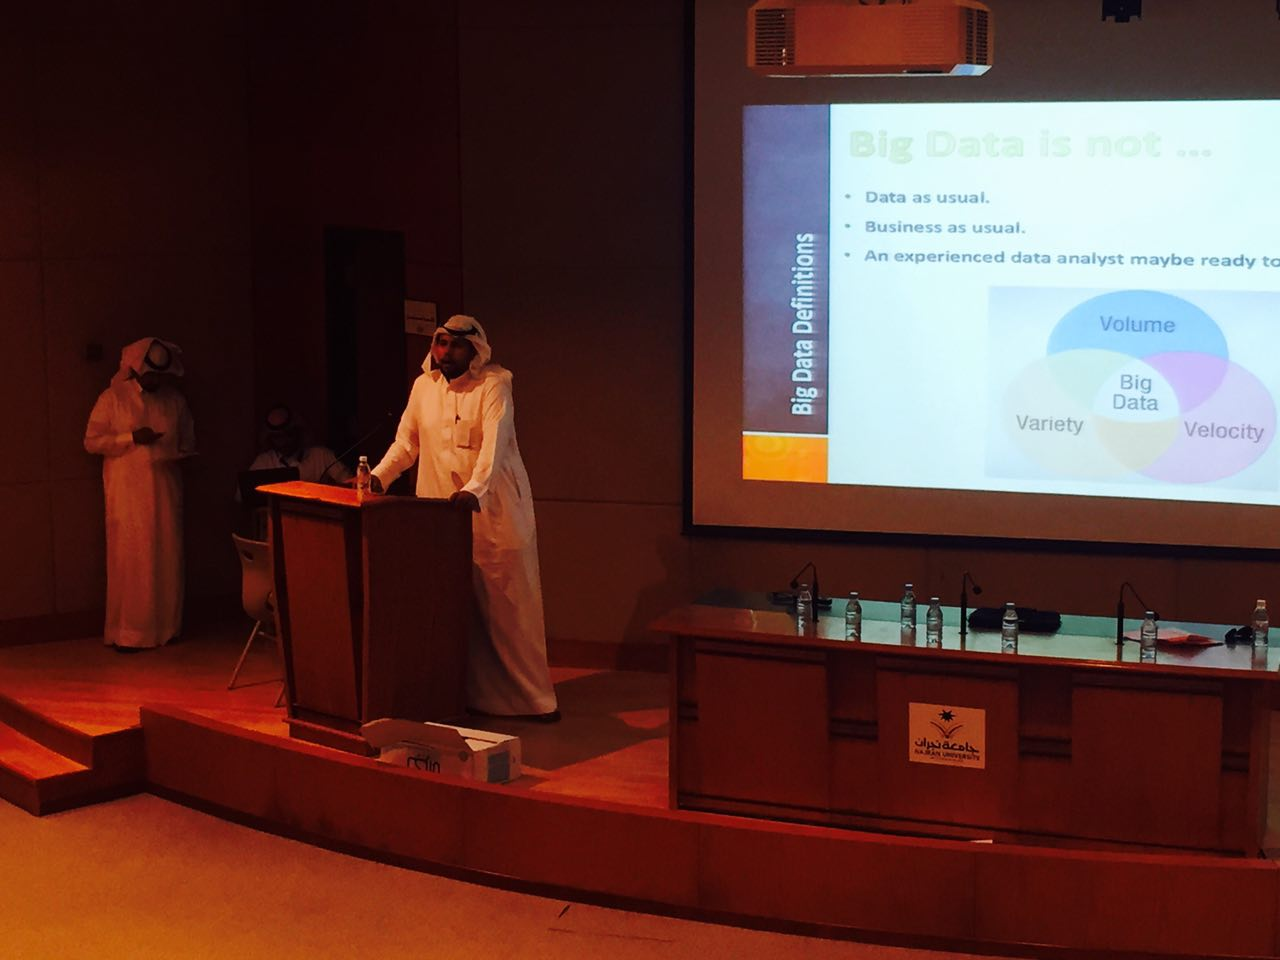 Big Data is not ...
• Data as usual.
• Business as usual.
• An experienced data analyst maybe ready to
Big Data Definitions
Volume
Big
Data
Variety
Velocity
جامعة نجران
NAJRAN UNIVERSITY